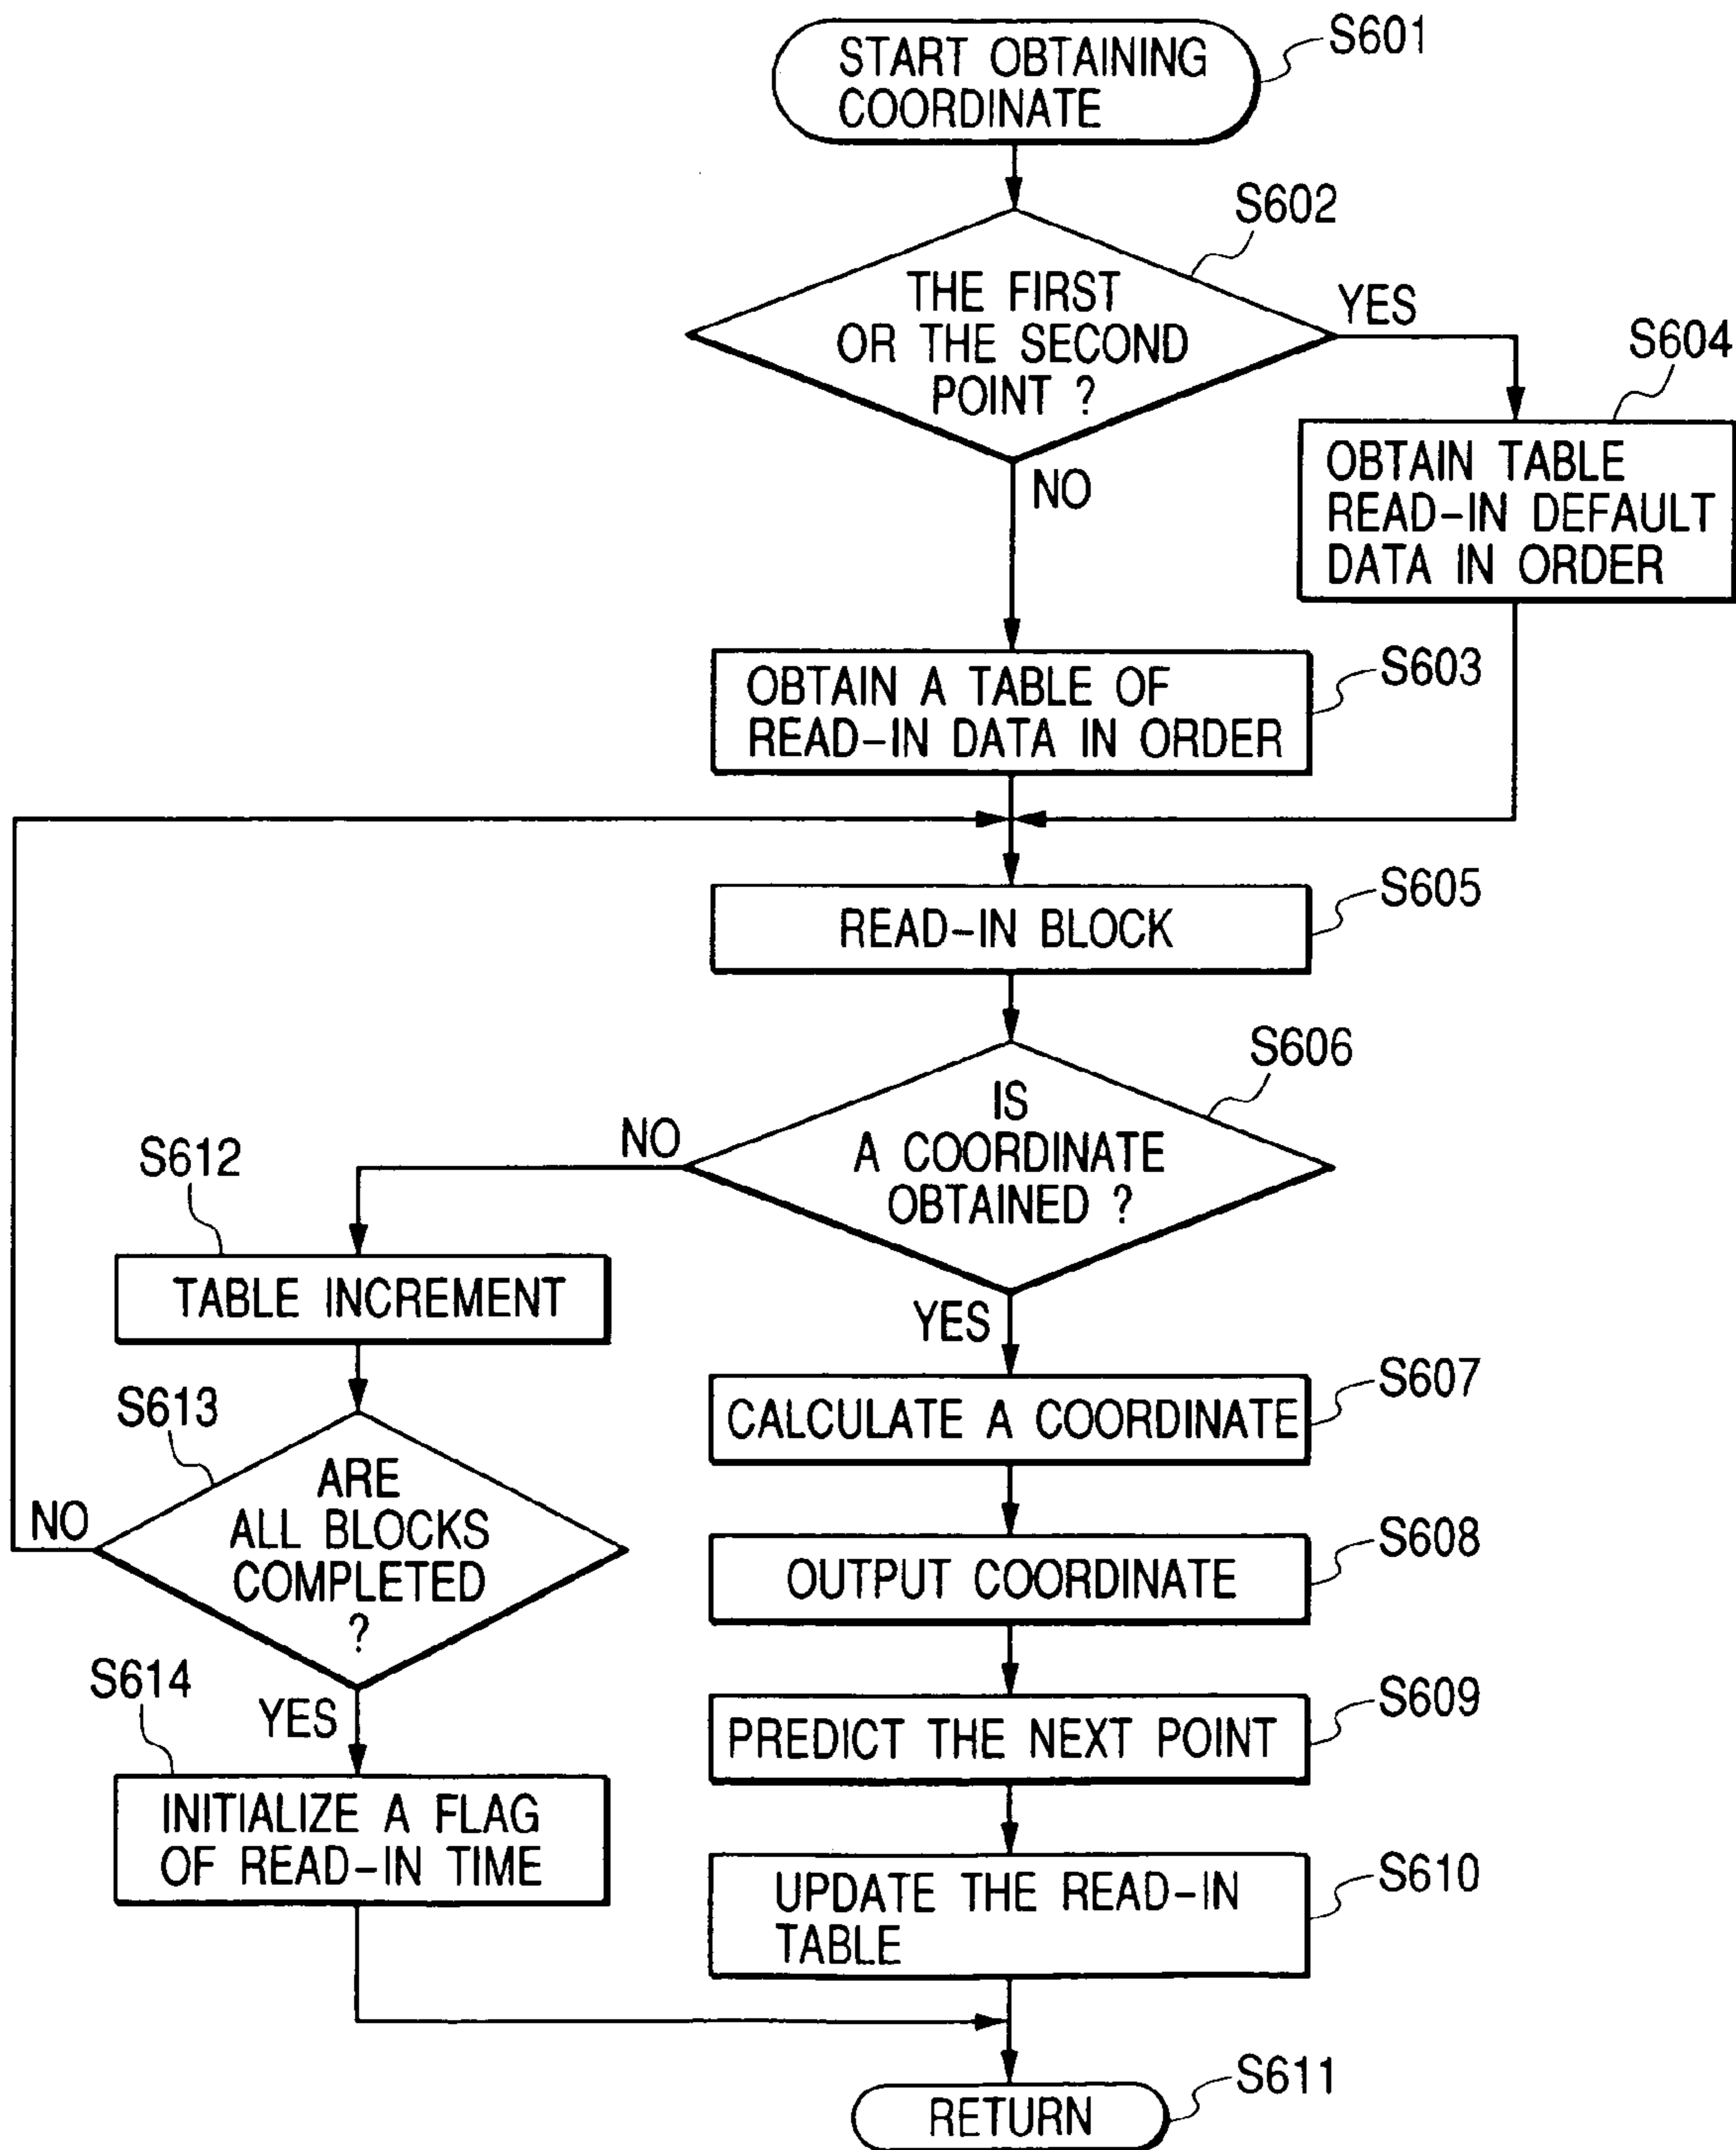 START OBTAINING
COORDINATE
S601
S602
THE FIRST
OR THE SECOND
POINT ?
YES
NO
S604
OBTAIN TABLE
READ-IN DEFAULT
DATA IN ORDER
S603
OBTAIN A TABLE OF
READ-IN DATA IN ORDER
S605
READ-IN BLOCK
S606
IS
A COORDINATE
OBTAINED ?
NO
YES
S612
TABLE INCREMENT
S613
ARE
ALL BLOCKS
COMPLETED
?
NO
YES
S614
INITIALIZE A FLAG
OF READ-IN TIME
S607
CALCULATE A COORDINATE
S608
OUTPUT COORDINATE
S609
PREDICT THE NEXT POINT
S610
UPDATE THE READ-IN
TABLE
S611
RETURN